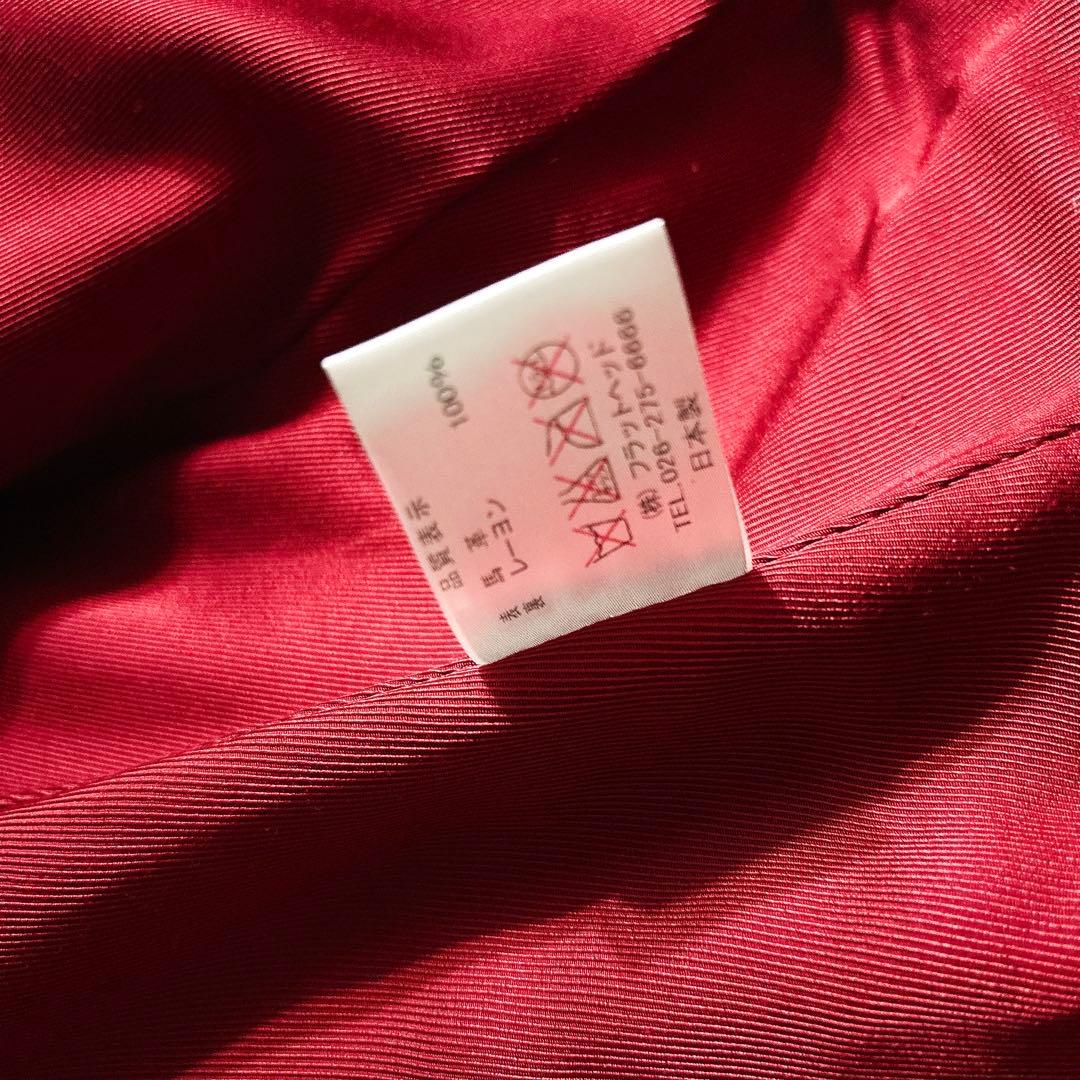 品質表示
表 馬革
裏 レーヨン 100%
(株) フラットヘッド
TEL.026-275-6666
日本製